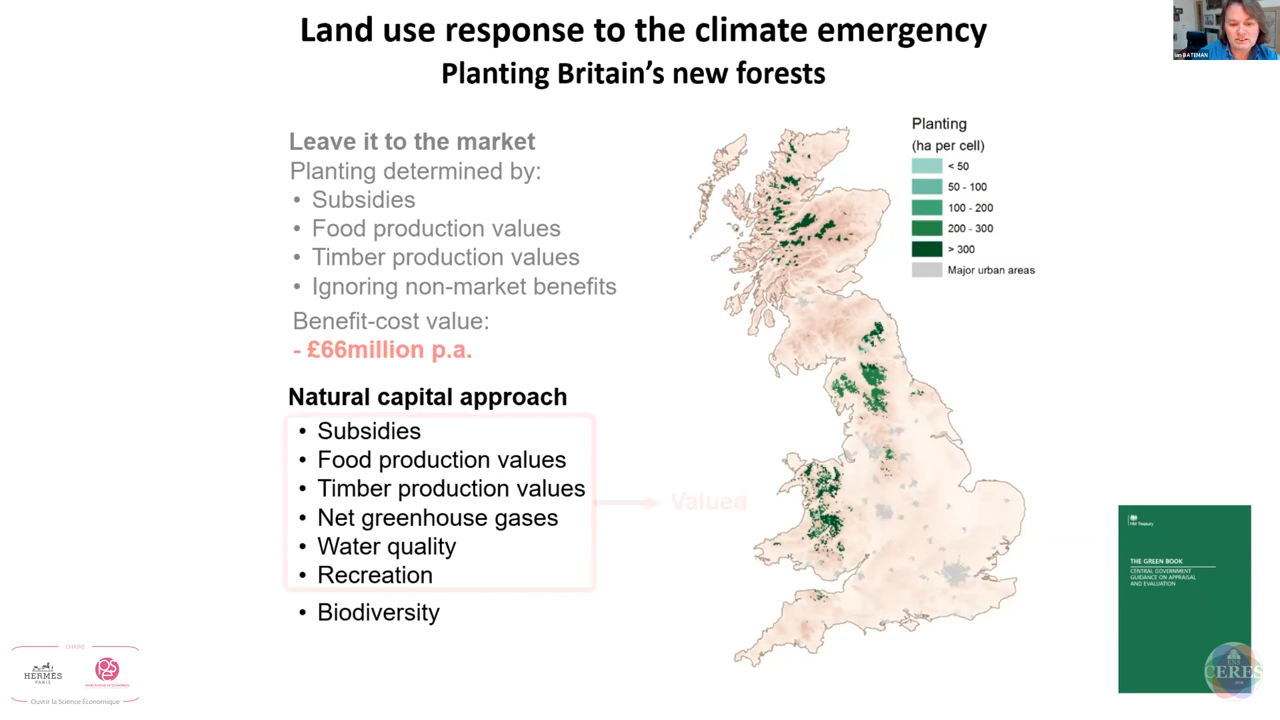 Land use response to the climate emergency
Planting Britain's new forests
Ian BATEMAN
Leave it to the market
Planting determined by:
• Subsidies
• Food production values
• Timber production values
• Ignoring non-market benefits
Benefit-cost value:
- £66million p.a.
Natural capital approach
• Subsidies
• Food production values
• Timber production values
• Net greenhouse gases
• Water quality
• Recreation
• Biodiversity
Valued
Planting
(ha per cell)
< 50
50 - 100
100 - 200
200 - 300
> 300
Major urban areas
HM Treasury
THE GREEN BOOK
CENTRAL GOVERNMENT
GUIDANCE ON APPRAISAL
AND EVALUATION
CHAIRE
HERMÈS
PARIS
PSE
Ouvrir la Science Économique
ENS
CERES